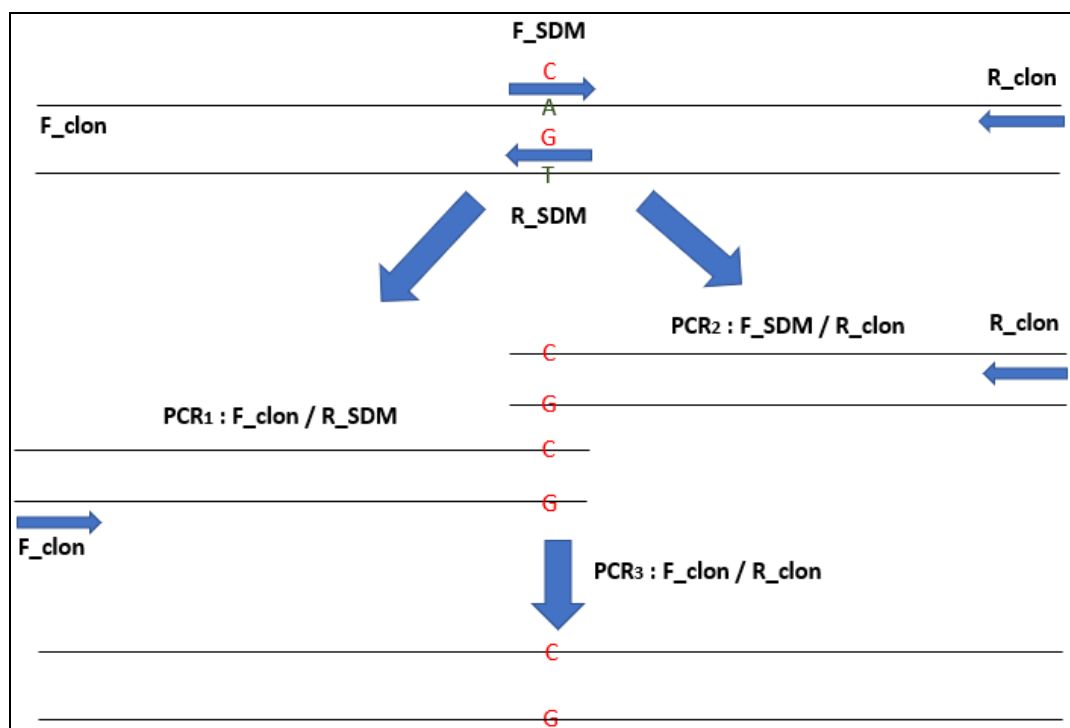 F_SDM
C
R_clon
A
F_clon
G
T
R_SDM
PCR2 : F_SDM / R_clon
R_clon
C
G
PCR1 : F_clon / R_SDM
C
G
F_clon
PCR3 : F_clon / R_clon
C
G